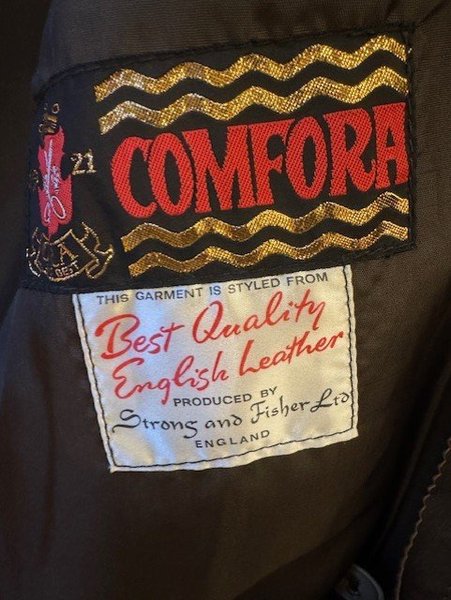 21
COMFORA
THIS GARMENT IS STYLED FROM
Best Quality
English Leather
PRODUCED BY
Strong and Fisher Ltd
ENGLAND